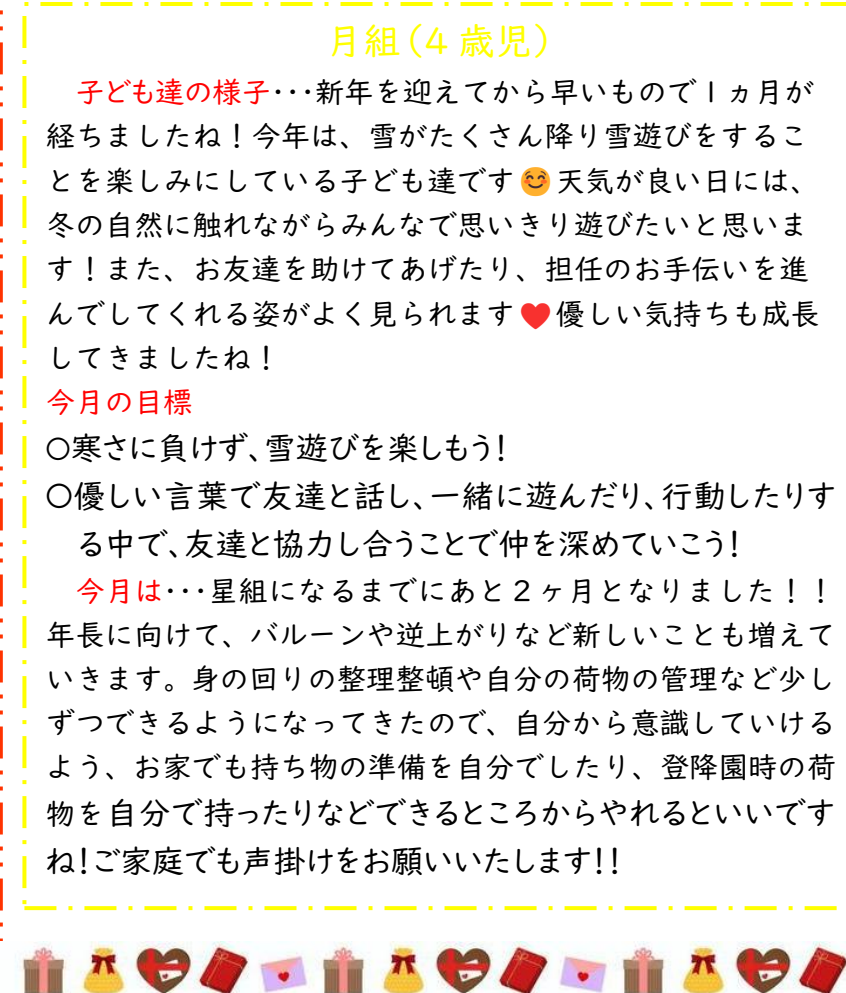 月組(4歳児)
子ども達の様子･･･新年を迎えてから早いもので１ヵ月が
経ちましたね！今年は、雪がたくさん降り雪遊びをするこ
とを楽しみにしている子ども達です😊天気が良い日には、
冬の自然に触れながらみんなで思いきり遊びたいと思いま
す！また、お友達を助けてあげたり、担任のお手伝いを進
んでしてくれる姿がよく見られます♥優しい気持ちも成長
してきましたね！
今月の目標
○寒さに負けず、雪遊びを楽しもう!
○優しい言葉で友達と話し、一緒に遊んだり、行動したりす
る中で、友達と協力し合うことで仲を深めていこう!
今月は･･･星組になるまでにあと２ヶ月となりました！！
年長に向けて、バルーンや逆上がりなど新しいことも増えて
いきます。身の回りの整理整頓や自分の荷物の管理など少し
ずつできるようになってきたので、自分から意識していける
よう、お家でも持ち物の準備を自分でしたり、登降園時の荷
物を自分で持ったりなどできるところからやれるといいです
ね!ご家庭でも声掛けをお願いいたします!!